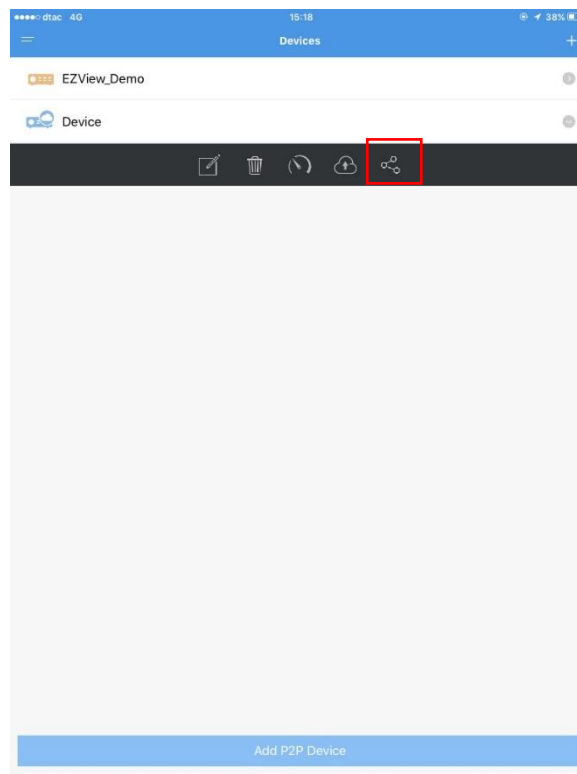 dtac 4G 15:18 38%
Devices
EZView_Demo
Device
Add P2P Device